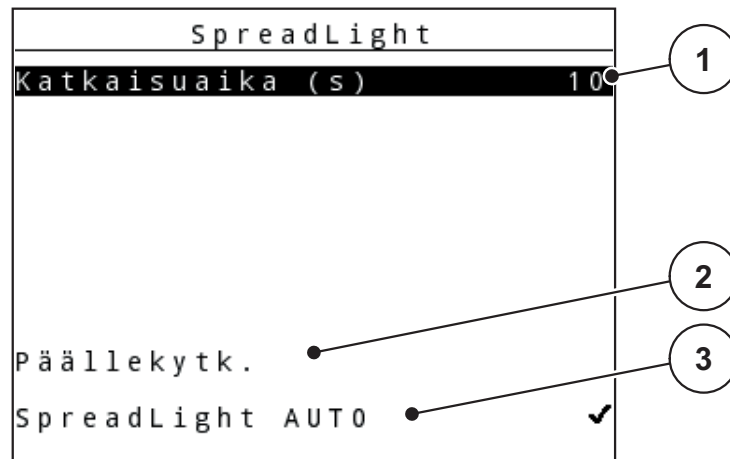 SpreadLight
Katkaisuaika (s) 10
1
2
Päällekytk.
3
SpreadLight AUTO ✔